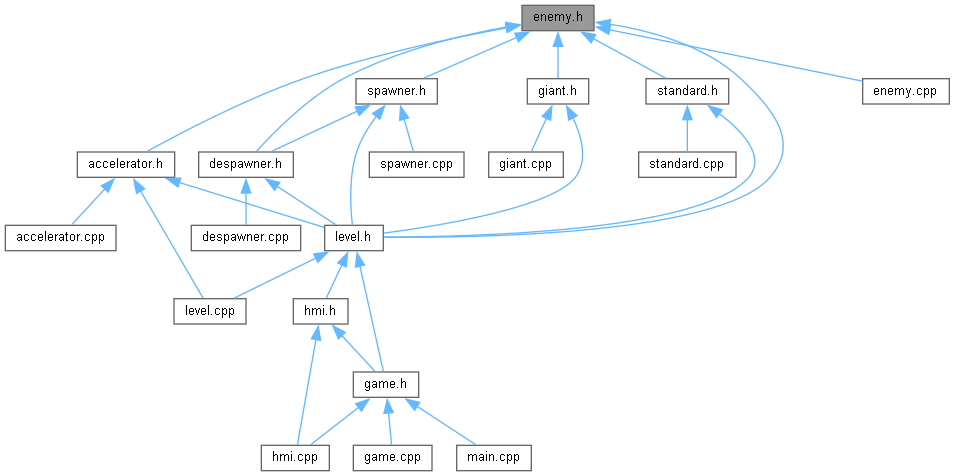 enemy.h
spawner.h
giant.h
standard.h
enemy.cpp
accelerator.h
despawner.h
spawner.cpp
giant.cpp
standard.cpp
accelerator.cpp
despawner.cpp
level.h
level.cpp
hmi.h
game.h
hmi.cpp
game.cpp
main.cpp